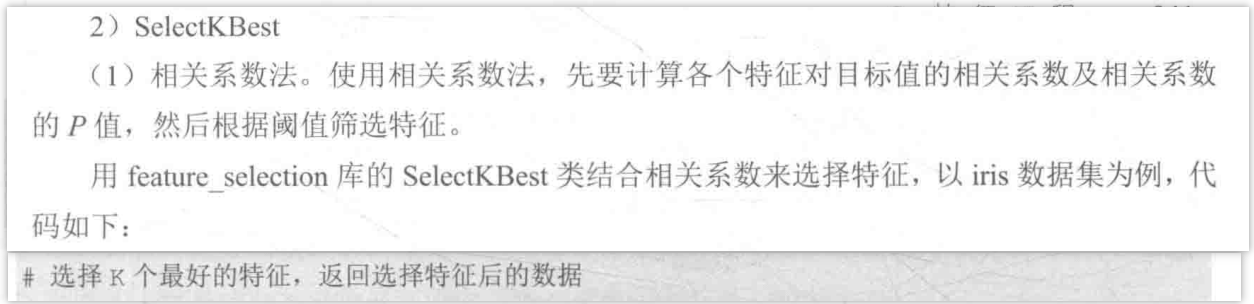 2）SelectKBest
（1）相关系数法。使用相关系数法，先要计算各个特征对目标值的相关系数及相关系数
的 P 值，然后根据阈值筛选特征。
用 feature_selection 库的 SelectKBest 类结合相关系数来选择特征，以 iris 数据集为例，代
码如下：
# 选择 K 个最好的特征，返回选择特征后的数据